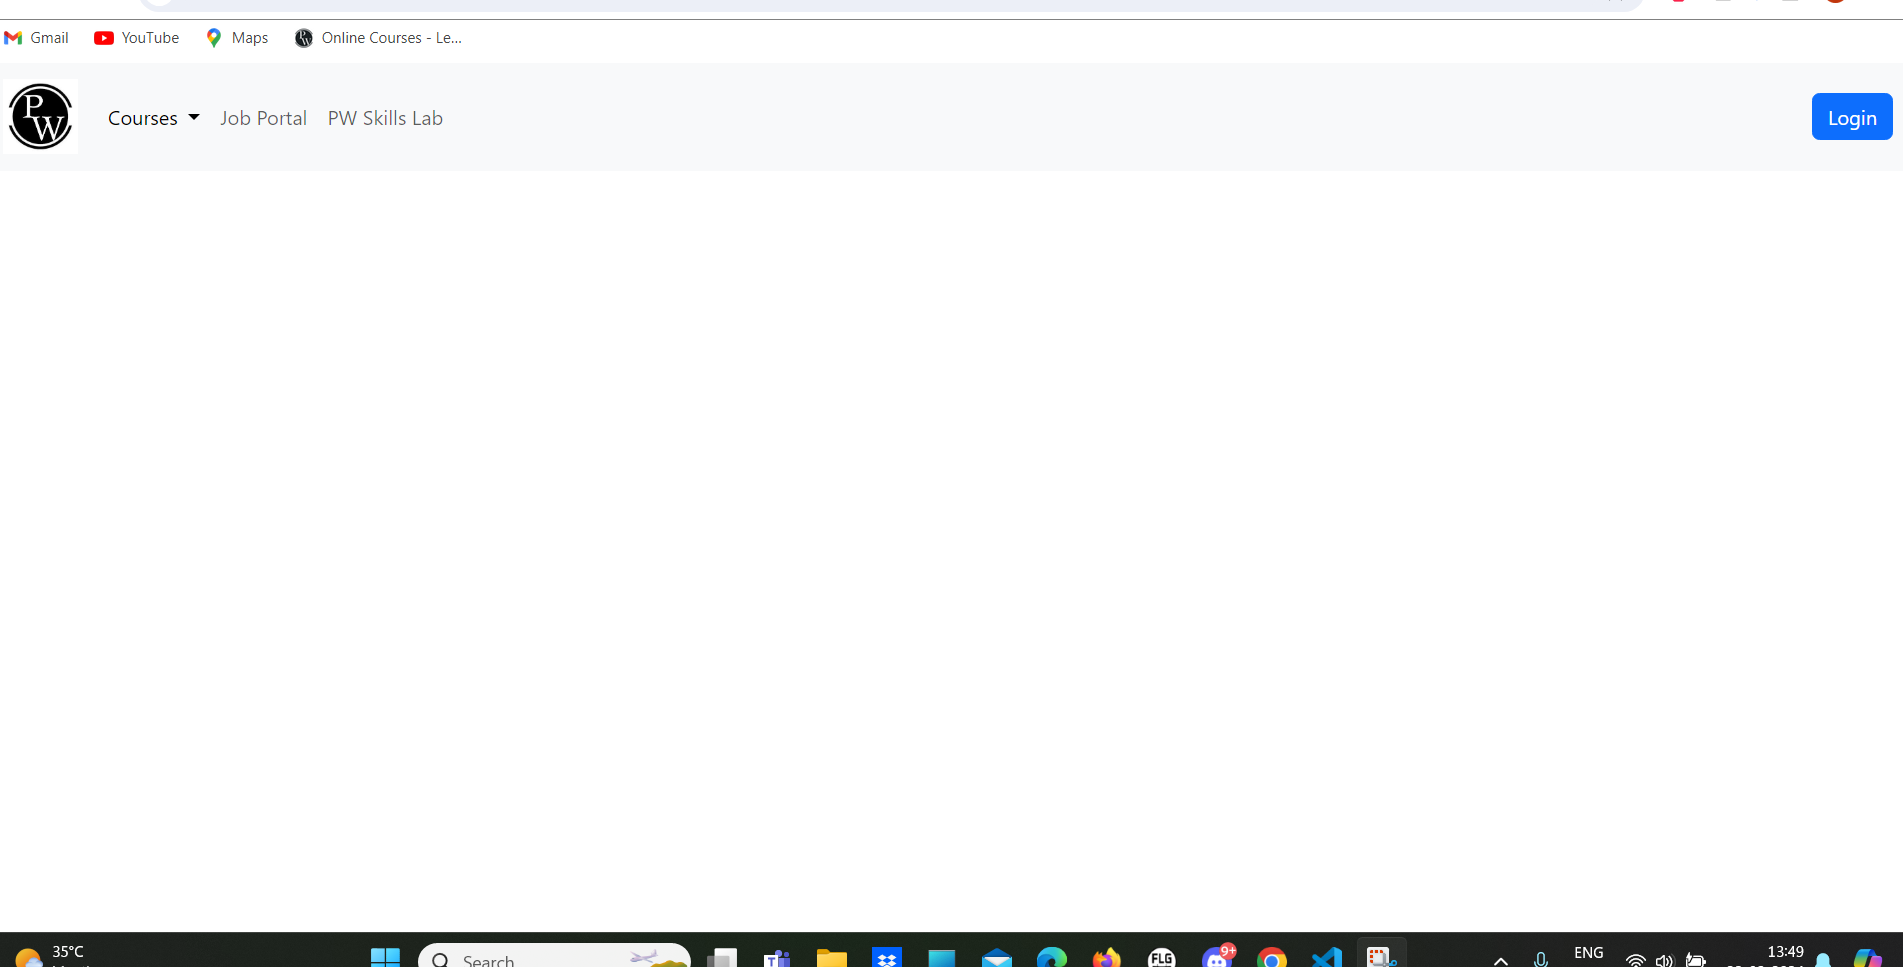 Gmail YouTube Maps Online Courses - Le...
PW Courses Job Portal PW Skills Lab Login
35°C Search FLG 9+ ENG 13:49